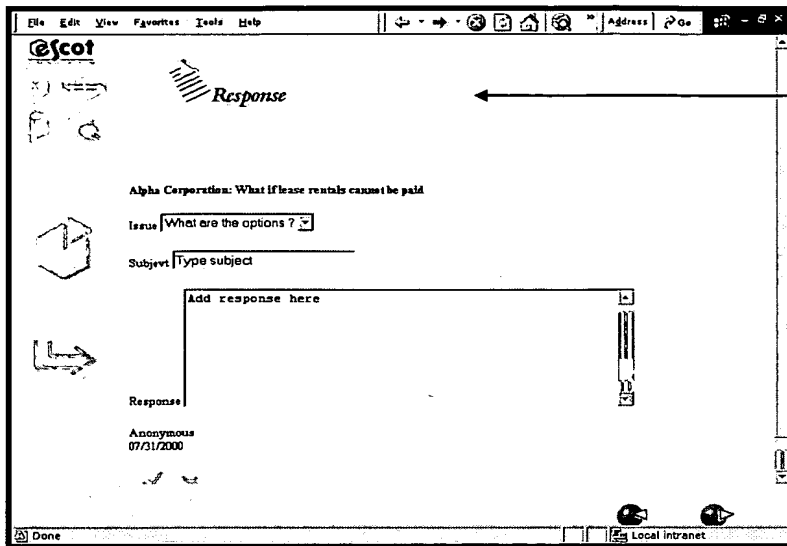 File Edit View Favorites Tools Help » Address Go
eScot
Response
Alpha Corporation: What if lease rentals cannot be paid
Issue What are the options ?
Subjevt Type subject
Add response here
Response
Anonymous
07/31/2000
Done Local intranet